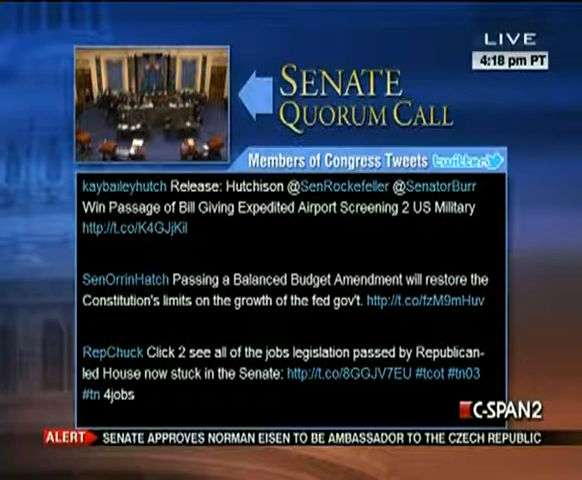 LIVE
4:18 pm PT
SENATE
QUORUM CALL
Members of Congress Tweets twitter
kaybaileyhutch Release: Hutchison @SenRockefeller @SenatorBurr
Win Passage of Bill Giving Expedited Airport Screening 2 US Military
http://t.co/K4GJjKil
SenOrrinHatch Passing a Balanced Budget Amendment will restore the
Constitution's limits on the growth of the fed gov't. http://t.co/fzM9mHuv
RepChuck Click 2 see all of the jobs legislation passed by Republican-
led House now stuck in the Senate: http://t.co/8GGJV7EU #tcot #tn03
#tn 4jobs
C-SPAN2
ALERT SENATE APPROVES NORMAN EISEN TO BE AMBASSADOR TO THE CZECH REPUBLIC